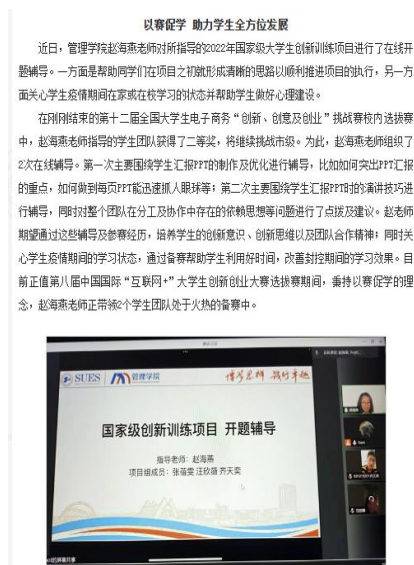 以赛促学 助力学生全方位发展
近日，管理学院赵海燕老师对所指导的2022年国家级大学生创新训练项目进行了在线开
题辅导。一方面是帮助同学们在项目之初就形成清晰的思路以顺利推进项目的执行，另一方
面关心学生疫情期间在家或在校学习的状态并帮助学生做好心理建设。
在刚刚结束的第十二届全国大学生电子商务“创新、创意及创业”挑战赛校内选拔赛
中，赵海燕老师指导的学生团队获得了二等奖，将继续挑战市级。为此，赵海燕老师组织了
2次在线辅导。第一次主要围绕学生汇报PPT的制作及优化进行辅导，比如如何突出PPT汇报
的重点，如何做到每页PPT能迅速抓人眼球等；第二次主要围绕学生汇报PPT时的演讲技巧进
行辅导，同时对整个团队在分工及协作中存在的依赖思想等问题进行了点拨及建议。赵老师
期望通过这些辅导及参赛经历，培养学生的创新意识、创新思维以及团队合作精神；同时关
心学生疫情期间的学习状态，通过备赛帮助学生利用好时间，改善封控期间的学习效果。目
前正值第八届中国国际“互联网+”大学生创新创业大赛选拔赛期间，秉持以赛促学的理
念，赵海燕老师正带领2个学生团队处于火热的备赛中。
SUES 管理学院 博学思辨 践行卓越
国家级创新训练项目 开题辅导
指导老师：赵海燕
项目组成员：张蓓雯 汪欣薇 齐天奕